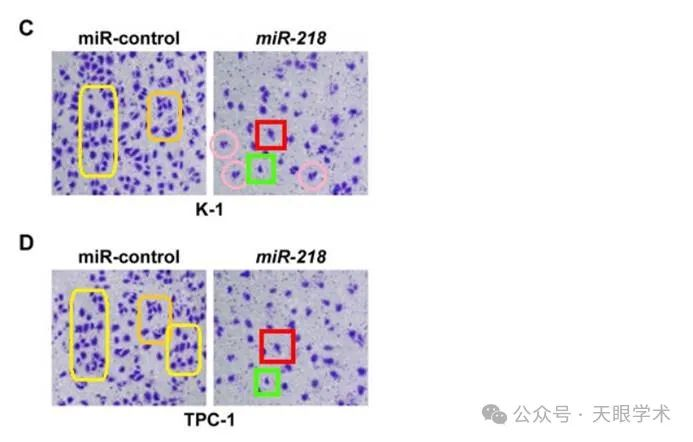 C
miR-control miR-218
K-1
D
miR-control miR-218
TPC-1
公众号 · 天眼学术